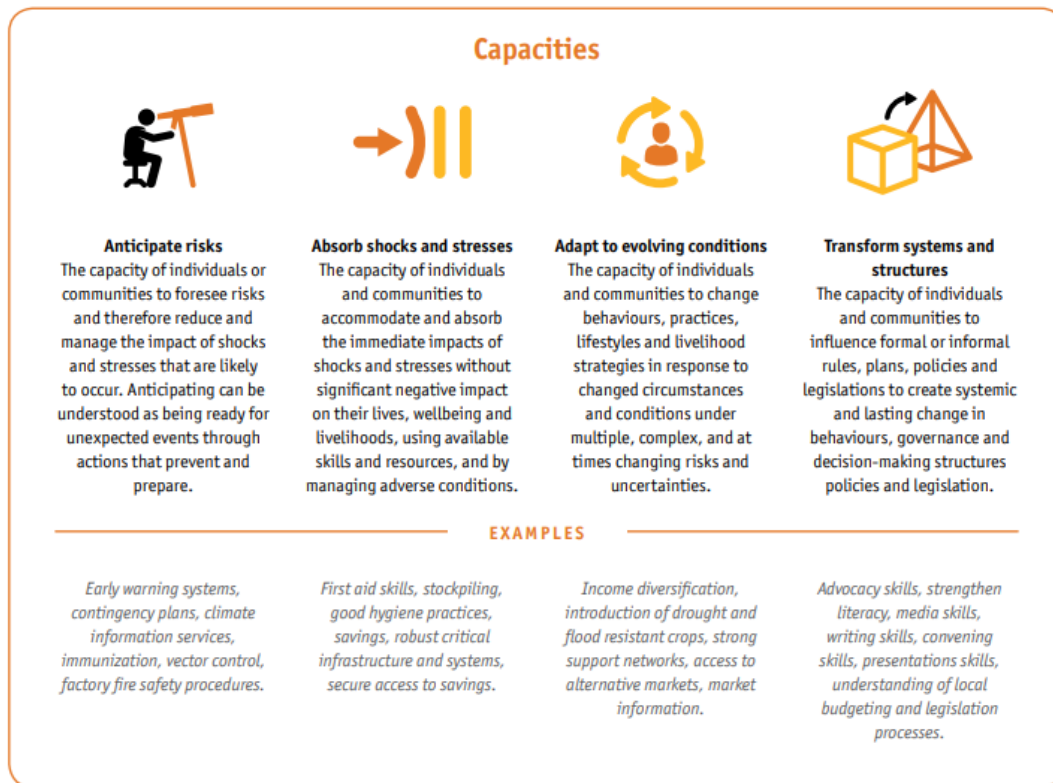 Capacities
Anticipate risks
The capacity of individuals or
communities to foresee risks
and therefore reduce and
manage the impact of shocks
and stresses that are likely
to occur. Anticipating can be
understood as being ready for
unexpected events through
actions that prevent and
prepare.
Absorb shocks and stresses
The capacity of individuals
and communities to
accommodate and absorb
the immediate impacts of
shocks and stresses without
significant negative impact
on their lives, wellbeing and
livelihoods, using available
skills and resources, and by
managing adverse conditions.
Adapt to evolving conditions
The capacity of individuals
and communities to change
behaviours, practices,
lifestyles and livelihood
strategies in response to
changed circumstances
and conditions under
multiple, complex, and at
times changing risks and
uncertainties.
Transform systems and
structures
The capacity of individuals
and communities to
influence formal or informal
rules, plans, policies and
legislations to create systemic
and lasting change in
behaviours, governance and
decision-making structures
policies and legislation.
EXAMPLES
Early warning systems,
contingency plans, climate
information services,
immunization, vector control,
factory fire safety procedures.
First aid skills, stockpiling,
good hygiene practices,
savings, robust critical
infrastructure and systems,
secure access to savings.
Income diversification,
introduction of drought and
flood resistant crops, strong
support networks, access to
alternative markets, market
information.
Advocacy skills, strengthen
literacy, media skills,
writing skills, convening
skills, presentations skills,
understanding of local
budgeting and legislation
processes.